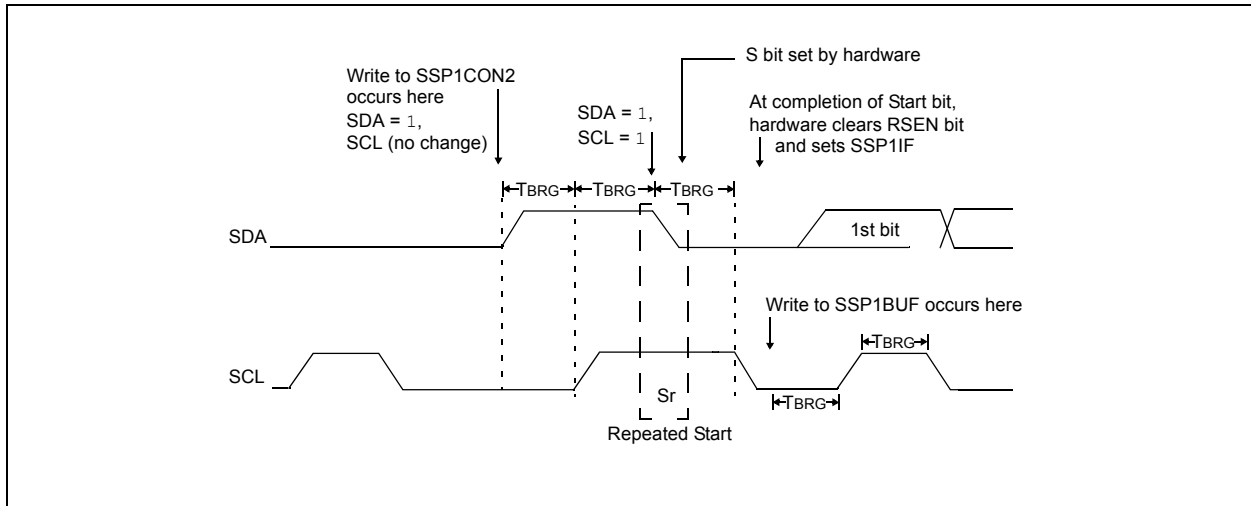 S bit set by hardware
Write to SSP1CON2
occurs here
SDA = 1,
SCL (no change)
SDA = 1,
SCL = 1
At completion of Start bit,
hardware clears RSEN bit
and sets SSP1IF
TBRG TBRG TBRG
SDA
1st bit
Write to SSP1BUF occurs here
TBRG
SCL
Sr
TBRG
Repeated Start